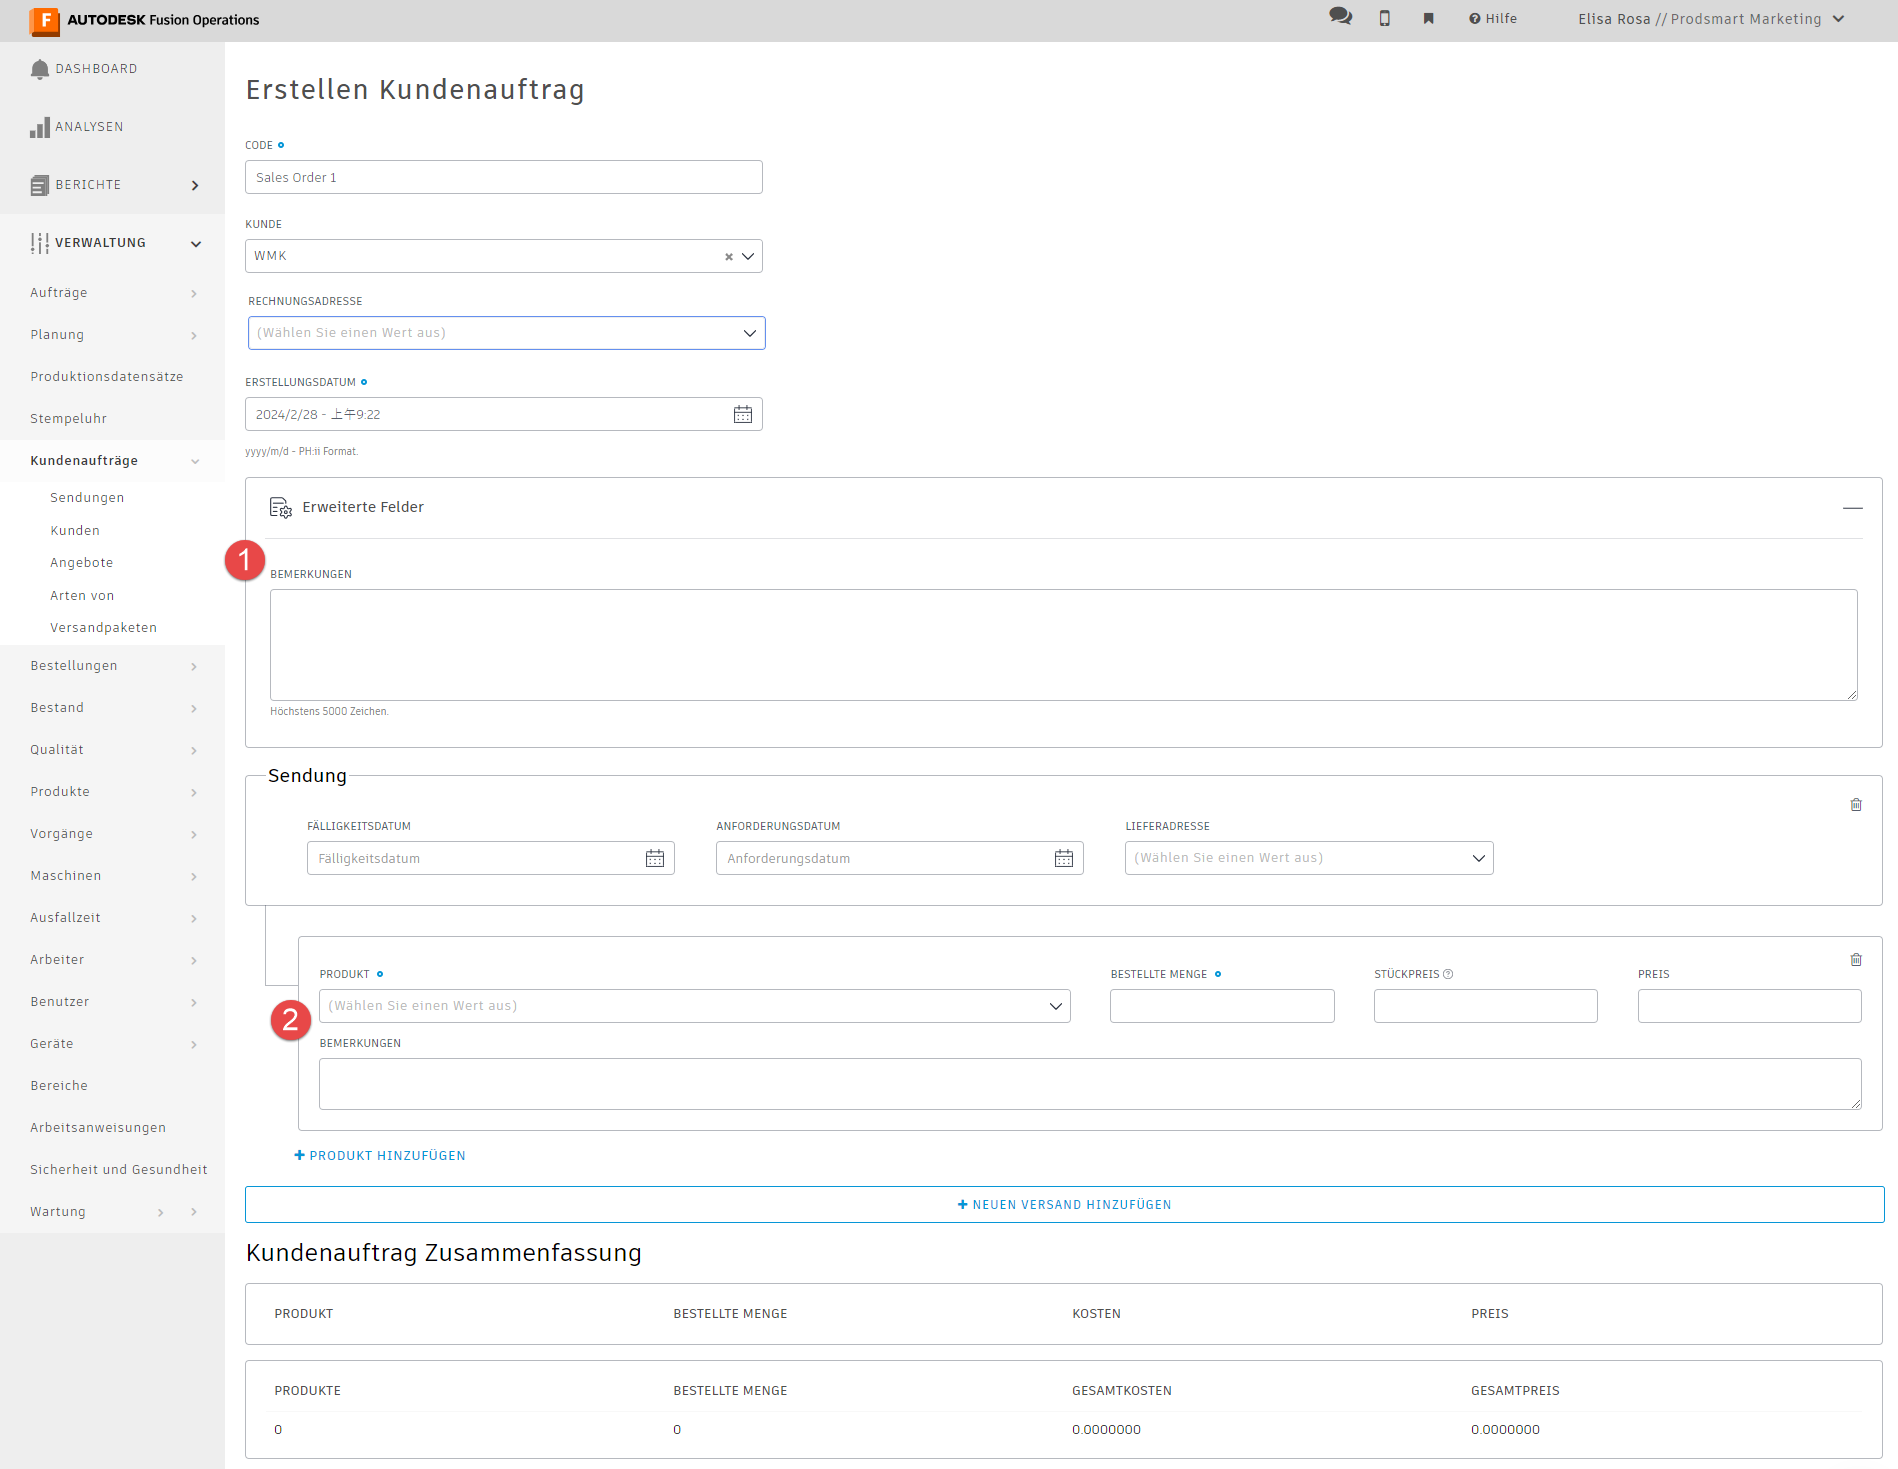 F AUTODESK Fusion Operations
Hilfe
Elisa Rosa // Prodsmart Marketing
DASHBOARD
ANALYSEN
BERICHTE
VERWALTUNG
Aufträge
Planung
Produktionsdatensätze
Stempeluhr
Kundenaufträge
Sendungen
Kunden
Angebote
Arten von
Versandpaketen
Bestellungen
Bestand
Qualität
Produkte
Vorgänge
Maschinen
Ausfallzeit
Arbeiter
Benutzer
Geräte
Bereiche
Arbeitsanweisungen
Sicherheit und Gesundheit
Wartung
Erstellen Kundenauftrag
CODE
Sales Order 1
KUNDE
WMK
RECHNUNGSADRESSE
(Wählen Sie einen Wert aus)
ERSTELLUNGSDATUM
2024/2/28 - 上午9:22
yyyy/m/d - PH:ii Format.
Erweiterte Felder
1
BEMERKUNGEN
Höchstens 5000 Zeichen.
Sendung
FÄLLIGKEITSDATUM ANFORDERUNGSDATUM LIEFERADRESSE
Fälligkeitsdatum Anforderungsdatum (Wählen Sie einen Wert aus)
PRODUKT BESTELLTE MENGE STÜCKPREIS ? PREIS
(Wählen Sie einen Wert aus)
2
BEMERKUNGEN
+ PRODUKT HINZUFÜGEN
+ NEUEN VERSAND HINZUFÜGEN
Kundenauftrag Zusammenfassung
PRODUKT BESTELLTE MENGE KOSTEN PREIS
PRODUKTE BESTELLTE MENGE GESAMTKOSTEN GESAMTPREIS
0 0 0.0000000 0.0000000